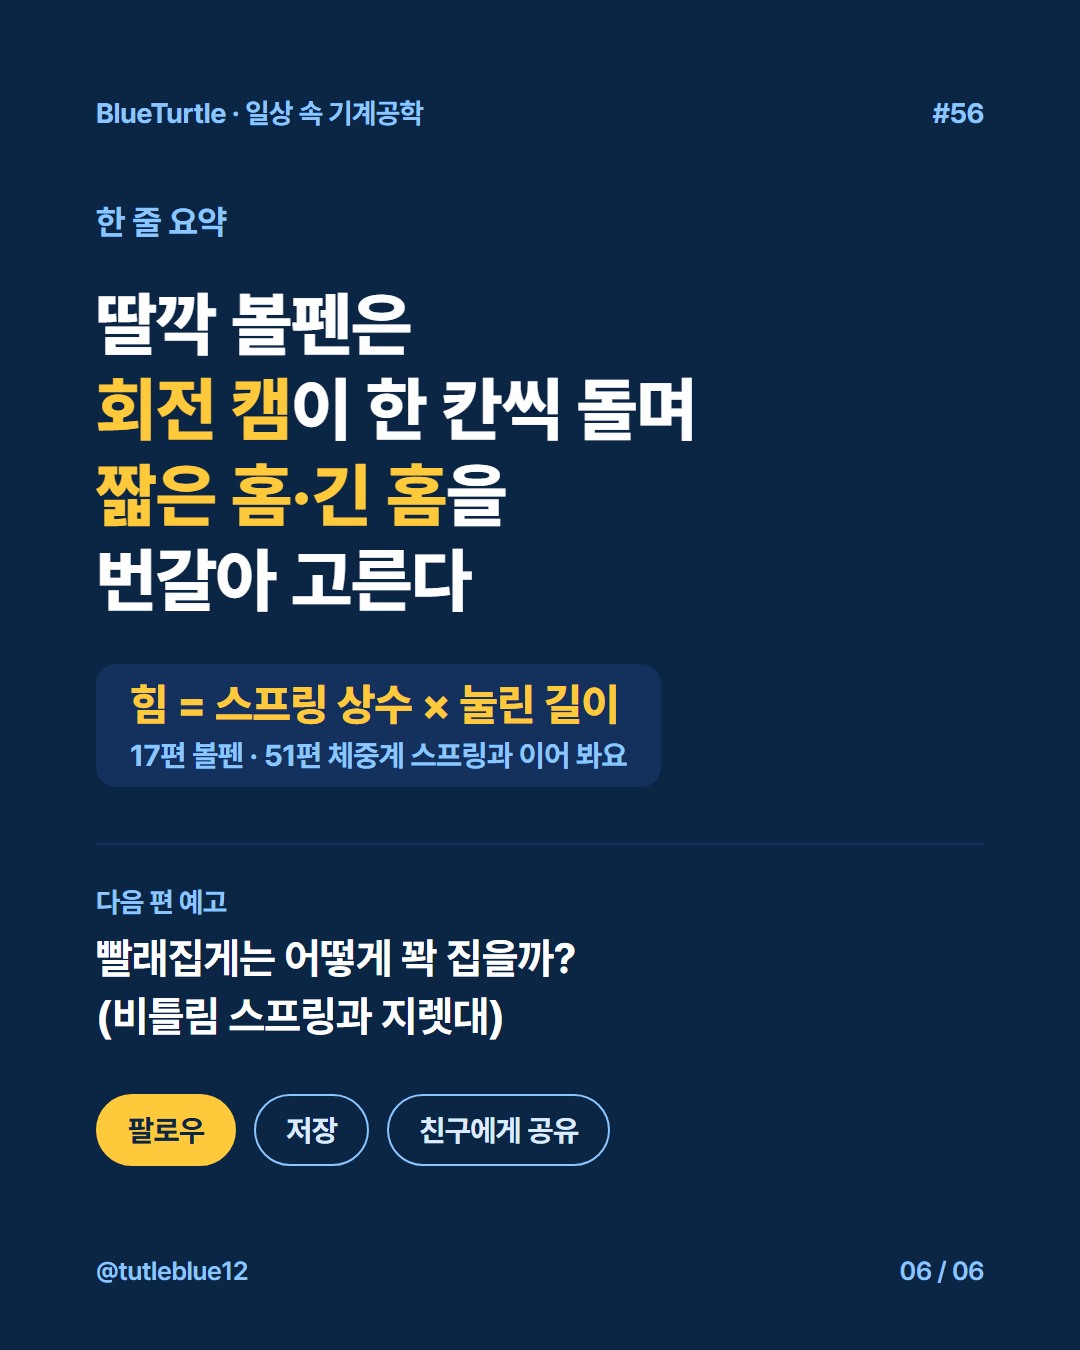 BlueTurtle · 일상 속 기계공학
#56
한 줄 요약
딸깍 볼펜은
회전 캠이 한 칸씩 돌며
짧은 홈·긴 홈을
번갈아 고른다
힘 = 스프링 상수 × 눌린 길이
17편 볼펜 · 51편 체중계 스프링과 이어 봐요
다음 편 예고
빨래집게는 어떻게 꽉 집을까?
(비틀림 스프링과 지렛대)
팔로우
저장
친구에게 공유
@tutleblue12
06 / 06